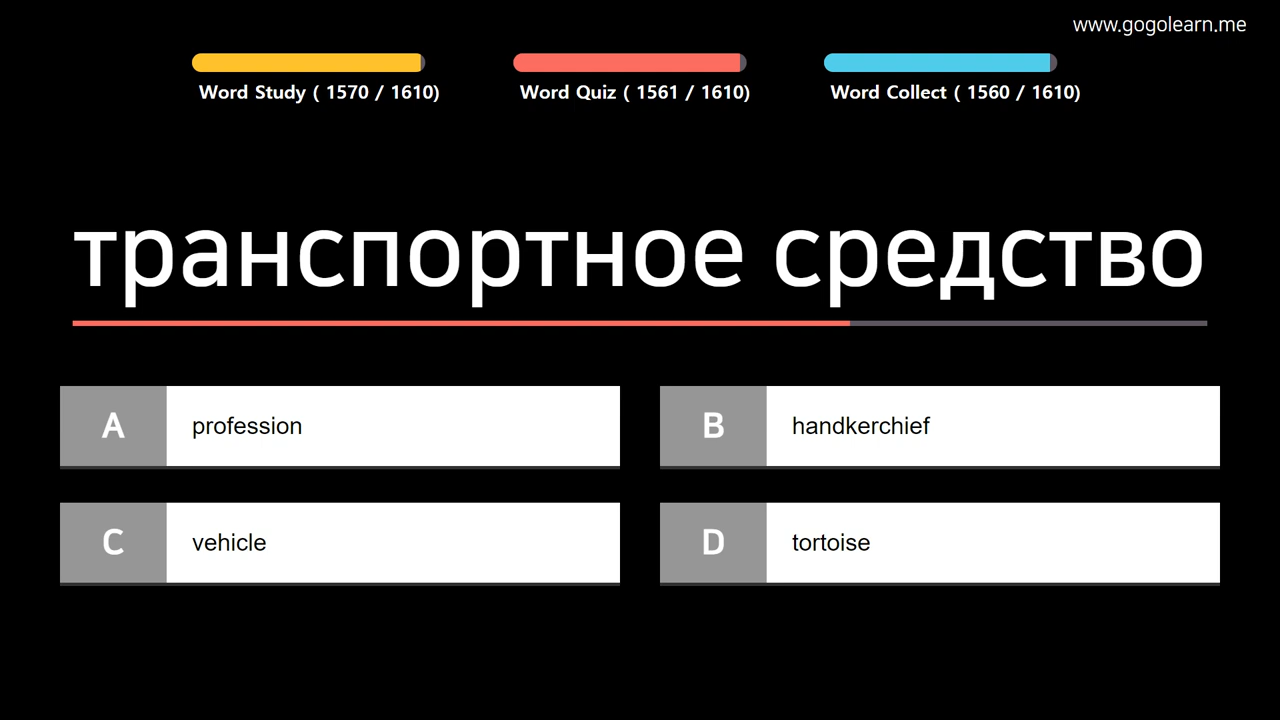 www.gogolearn.me
Word Study ( 1570 / 1610)
Word Quiz ( 1561 / 1610)
Word Collect ( 1560 / 1610)
транспортное средство
A profession
B handkerchief
C vehicle
D tortoise